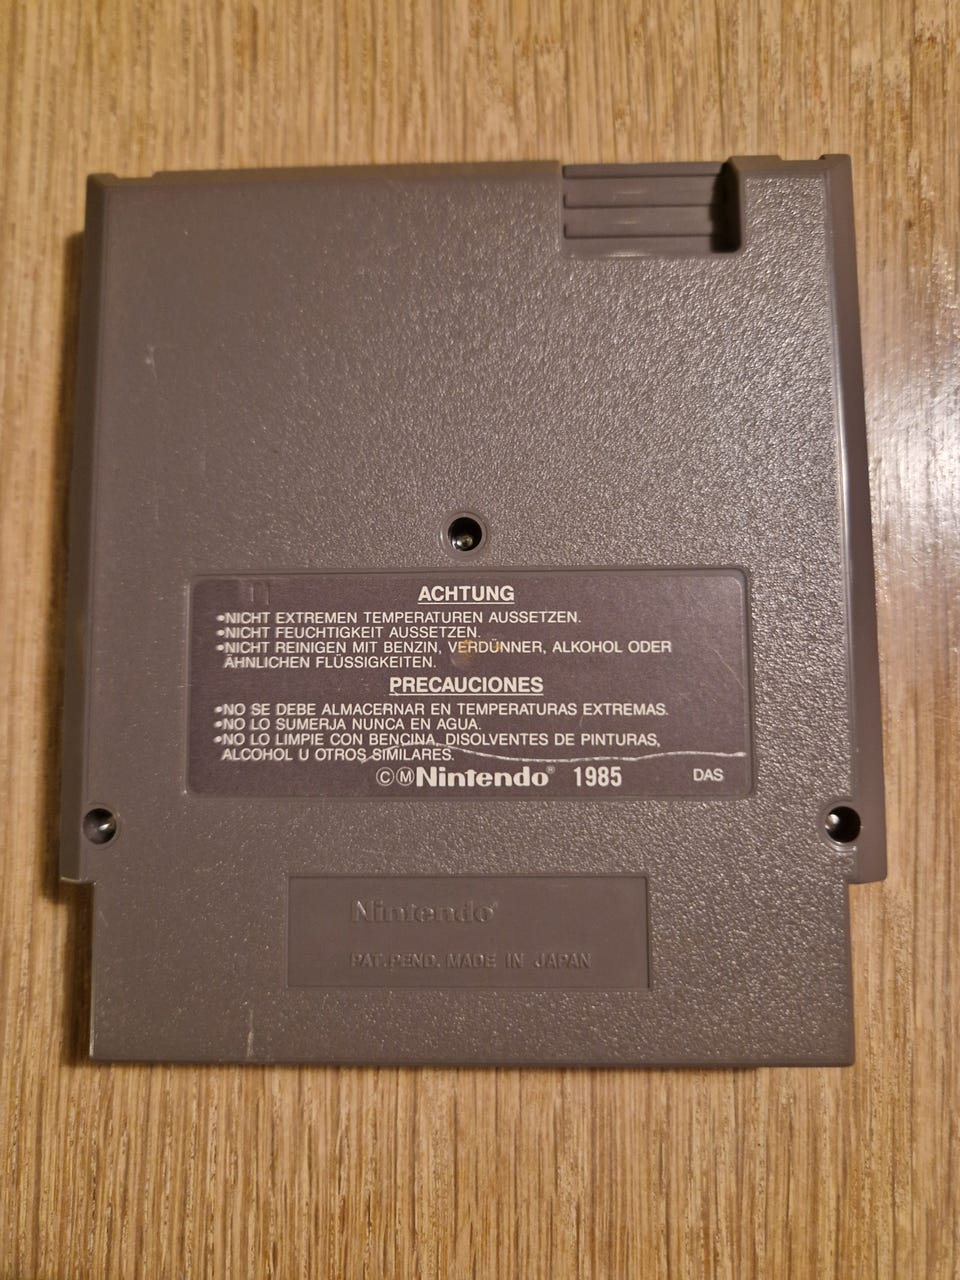 ACHTUNG
•NICHT EXTREMEN TEMPERATUREN AUSSETZEN.
•NICHT FEUCHTIGKEIT AUSSETZEN.
•NICHT REINIGEN MIT BENZIN, VERDÜNNER, ALKOHOL ODER
ÄHNLICHEN FLÜSSIGKEITEN.
PRECAUCIONES
•NO SE DEBE ALMACERNAR EN TEMPERATURAS EXTREMAS.
•NO LO SUMERJA NUNCA EN AGUA.
•NO LO LIMPIE CON BENCINA, DISOLVENTES DE PINTURAS,
ALCOHOL U OTROS SIMILARES.
ⒸⓂNintendo® 1985 DAS
Nintendo®
PAT. PEND. MADE IN JAPAN